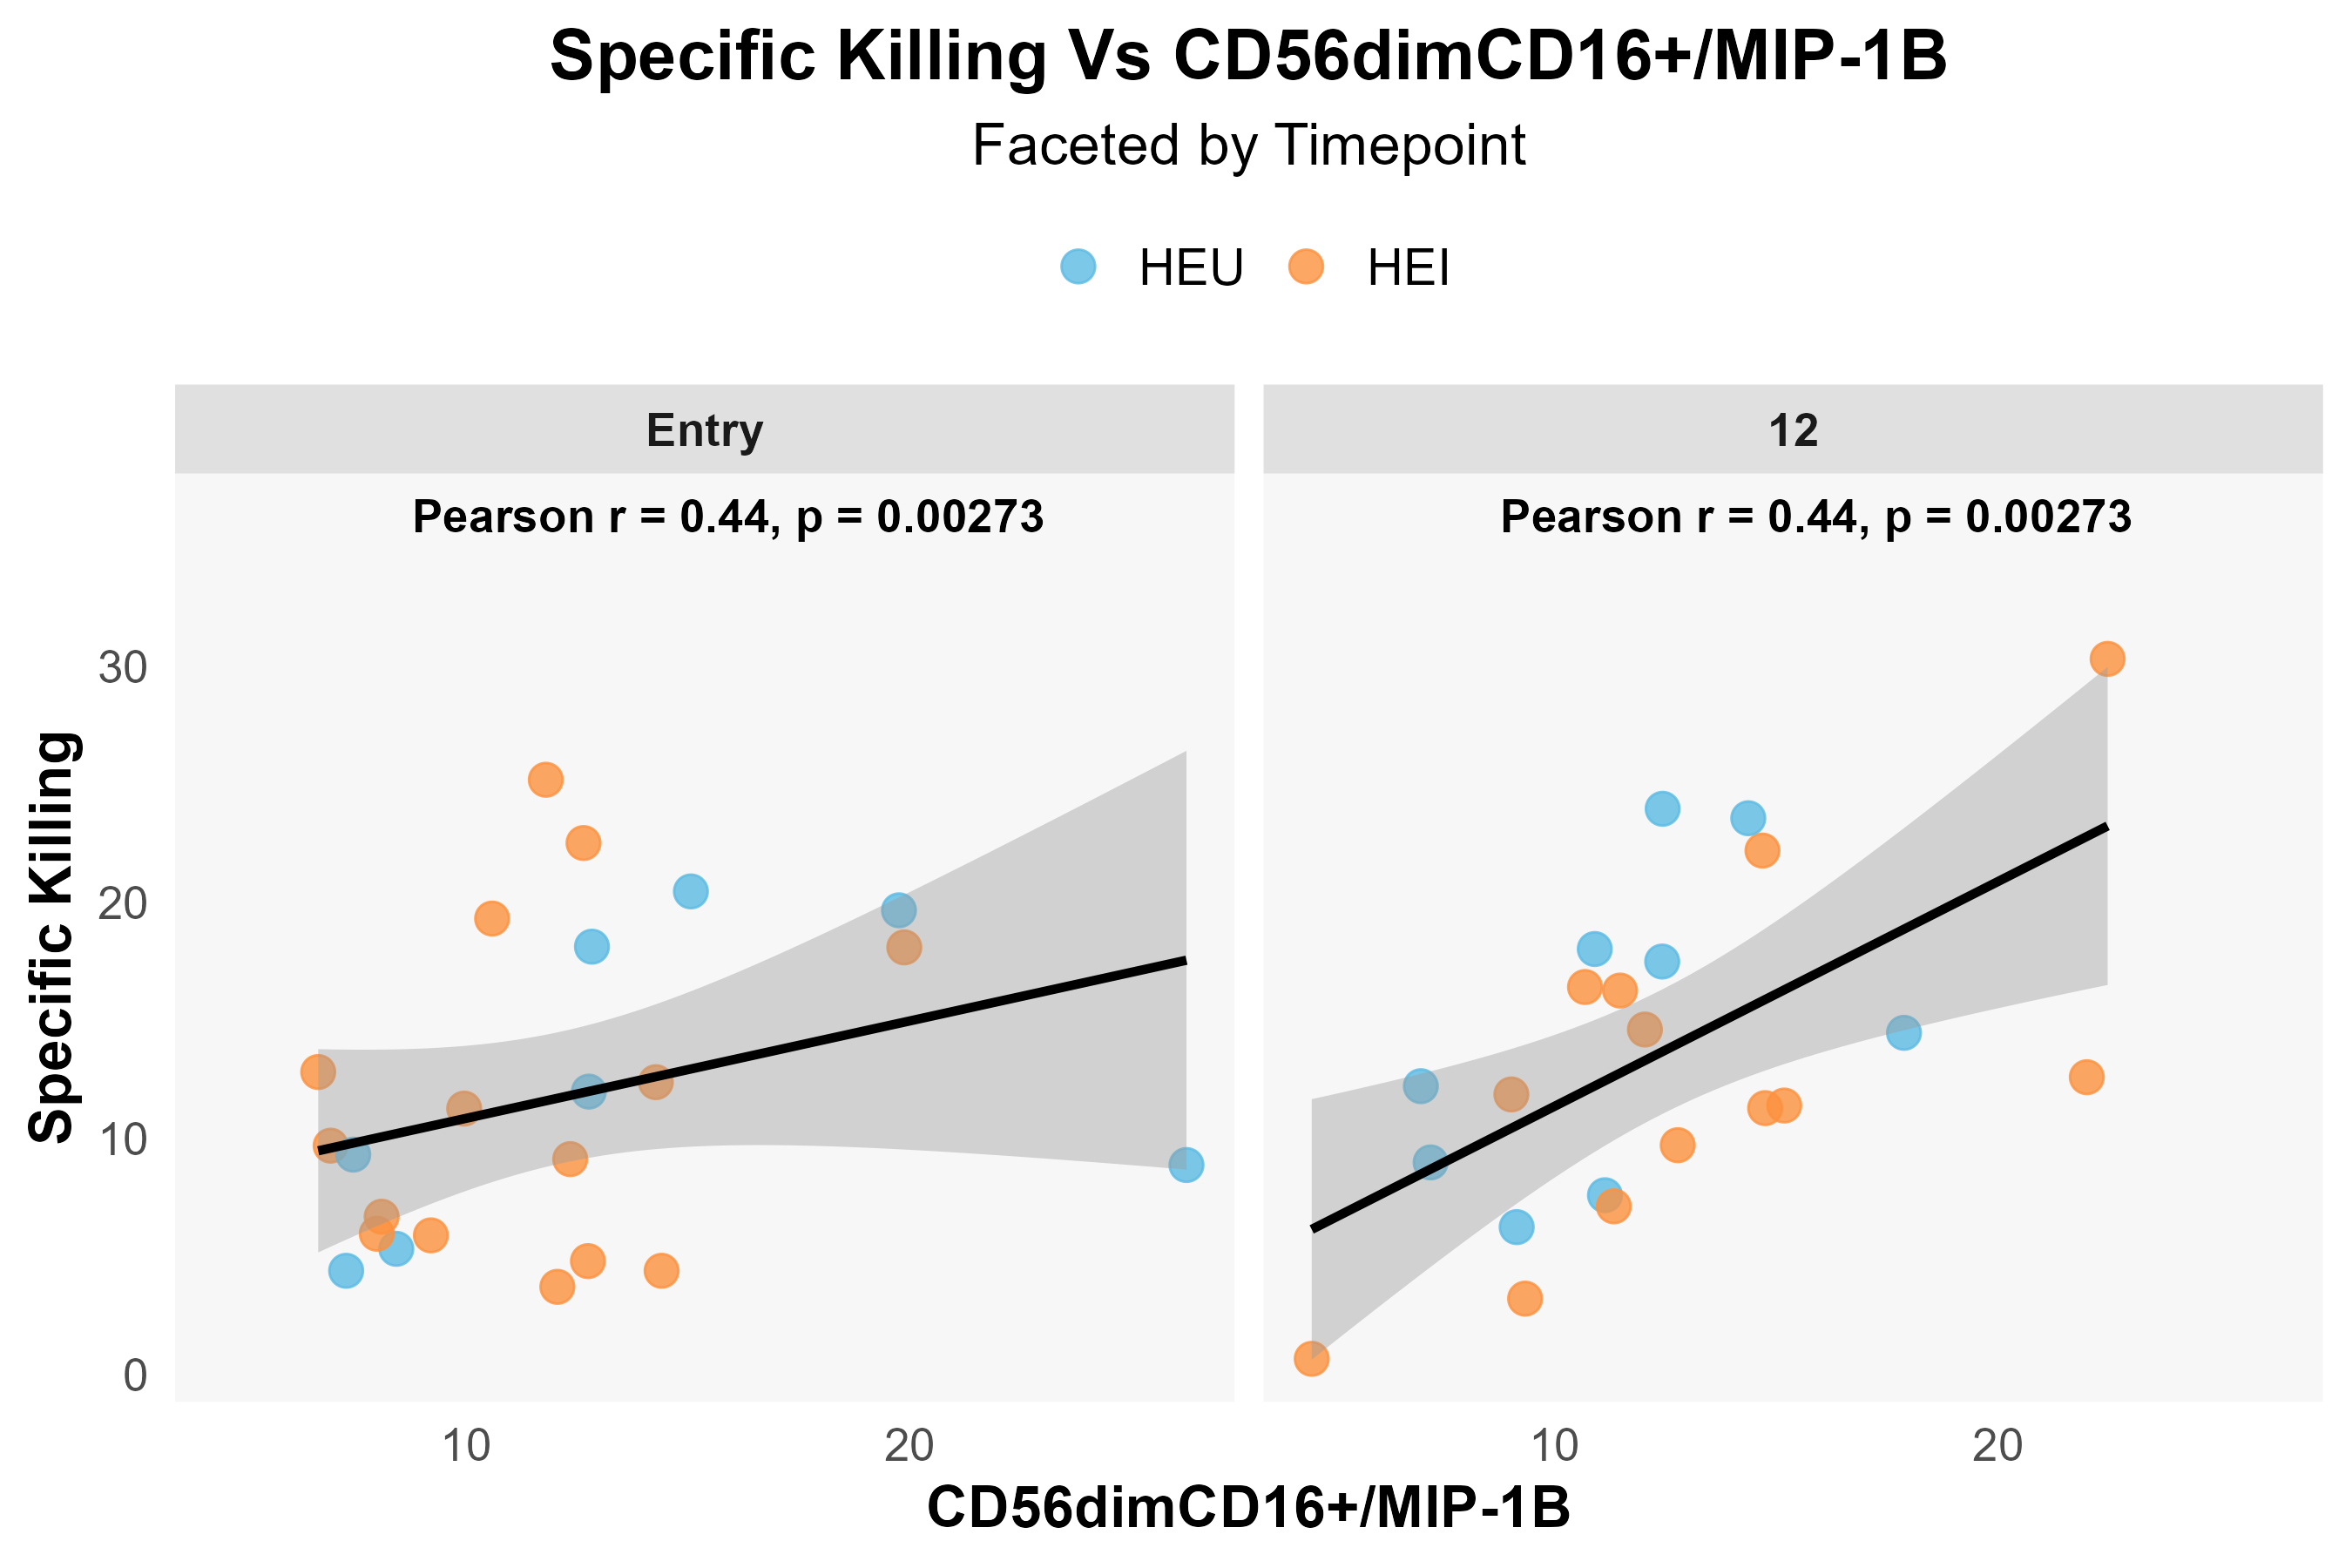 Specific Killing Vs CD56dimCD16+/MIP-1B
Faceted by Timepoint
HEU HEI
Entry 12
Pearson r = 0.44, p = 0.00273 Pearson r = 0.44, p = 0.00273
Specific Killing
30
20
10
0
10 20 10 20
CD56dimCD16+/MIP-1B